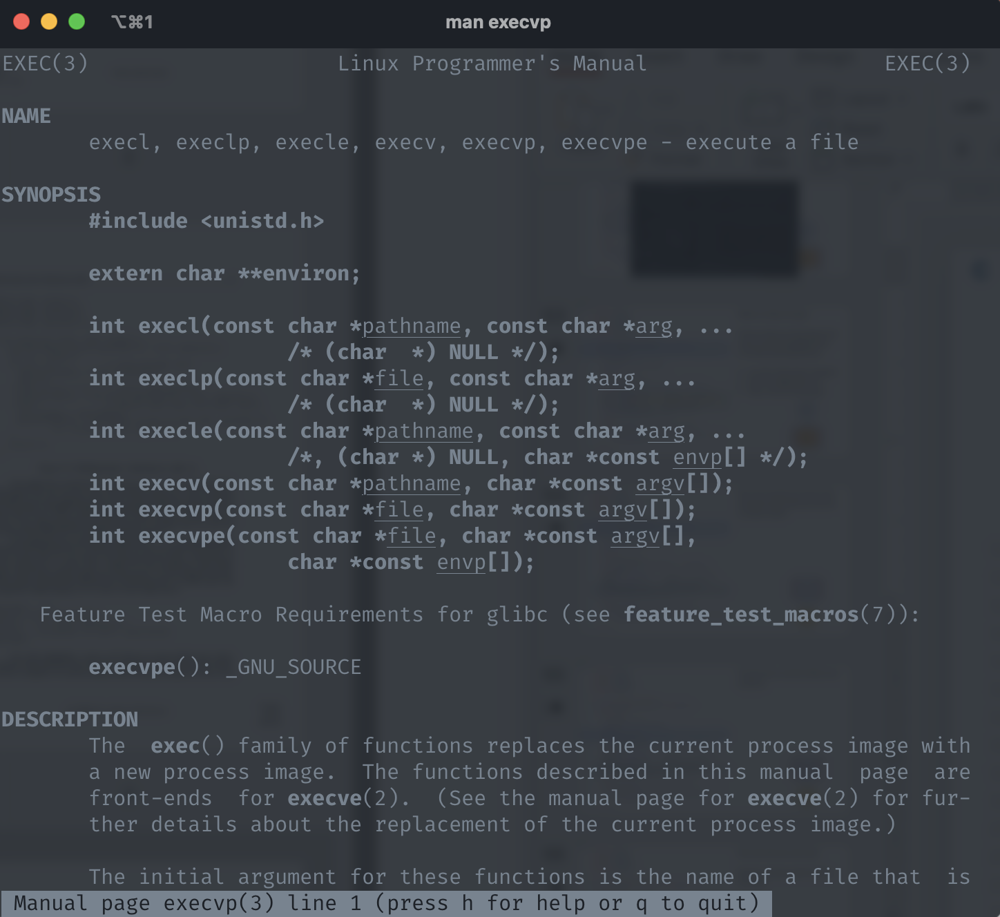 ⌥⌘1 man execvp
EXEC(3) Linux Programmer's Manual EXEC(3)
NAME
execl, execlp, execle, execv, execvp, execvpe - execute a file
SYNOPSIS
#include <unistd.h>
extern char **environ;
int execl(const char *pathname, const char *arg, ...
/* (char  *) NULL */);
int execlp(const char *file, const char *arg, ...
/* (char  *) NULL */);
int execle(const char *pathname, const char *arg, ...
/*, (char *) NULL, char *const envp[] */);
int execv(const char *pathname, char *const argv[]);
int execvp(const char *file, char *const argv[]);
int execvpe(const char *file, char *const argv[],
char *const envp[]);
Feature Test Macro Requirements for glibc (see feature_test_macros(7)):
execvpe(): _GNU_SOURCE
DESCRIPTION
The  exec() family of functions replaces the current process image with
a new process image.  The functions described in this manual  page  are
front-ends  for execve(2).  (See the manual page for execve(2) for fur-
ther details about the replacement of the current process image.)
The initial argument for these functions is the name of a file that  is
Manual page execvp(3) line 1 (press h for help or q to quit)